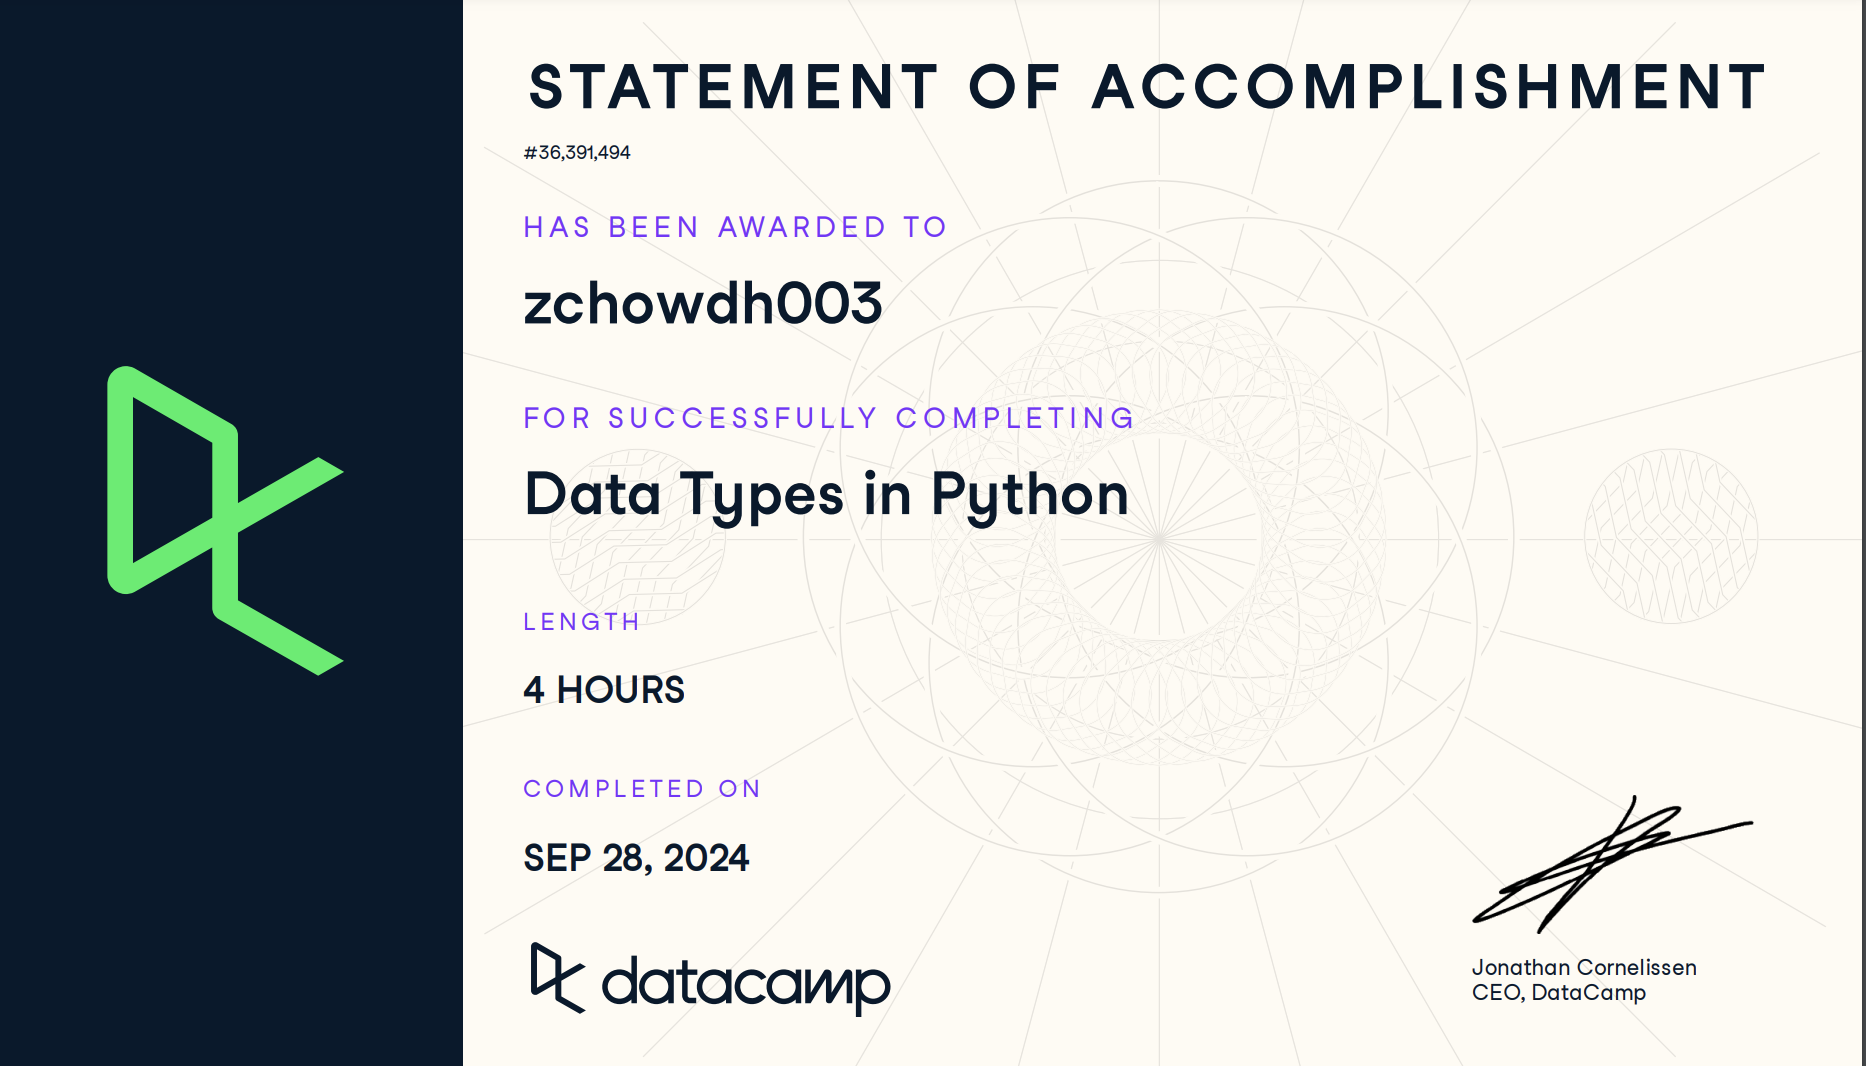 STATEMENT OF ACCOMPLISHMENT
#36,391,494
HAS BEEN AWARDED TO
zchowdh003
FOR SUCCESSFULLY COMPLETING
Data Types in Python
LENGTH
4 HOURS
COMPLETED ON
SEP 28, 2024
datacamp
Jonathan Cornelissen
CEO, DataCamp